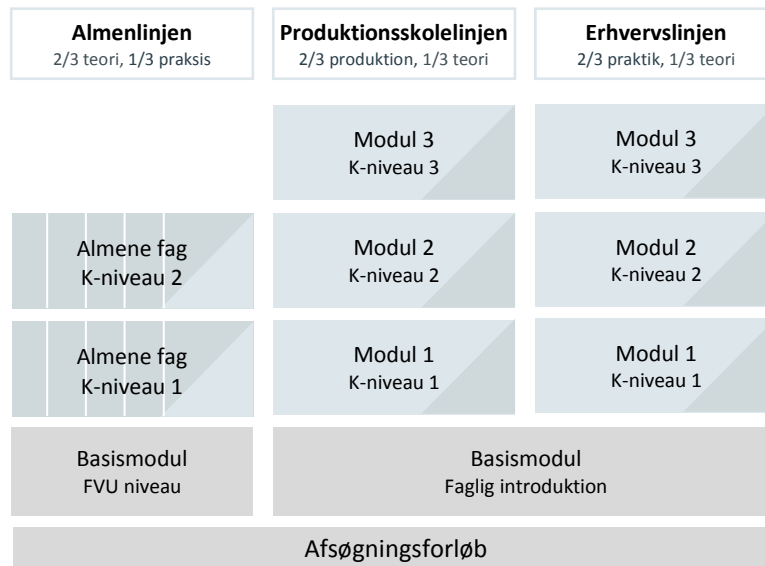 Almenlinjen
2/3 teori, 1/3 praksis
Produktionsskolelinjen
2/3 produktion, 1/3 teori
Erhvervslinjen
2/3 praktik, 1/3 teori
Modul 3
K-niveau 3
Modul 3
K-niveau 3
Almene fag
K-niveau 2
Modul 2
K-niveau 2
Modul 2
K-niveau 2
Almene fag
K-niveau 1
Modul 1
K-niveau 1
Modul 1
K-niveau 1
Basismodul
FVU niveau
Basismodul
Faglig introduktion
Afsøgningsforløb